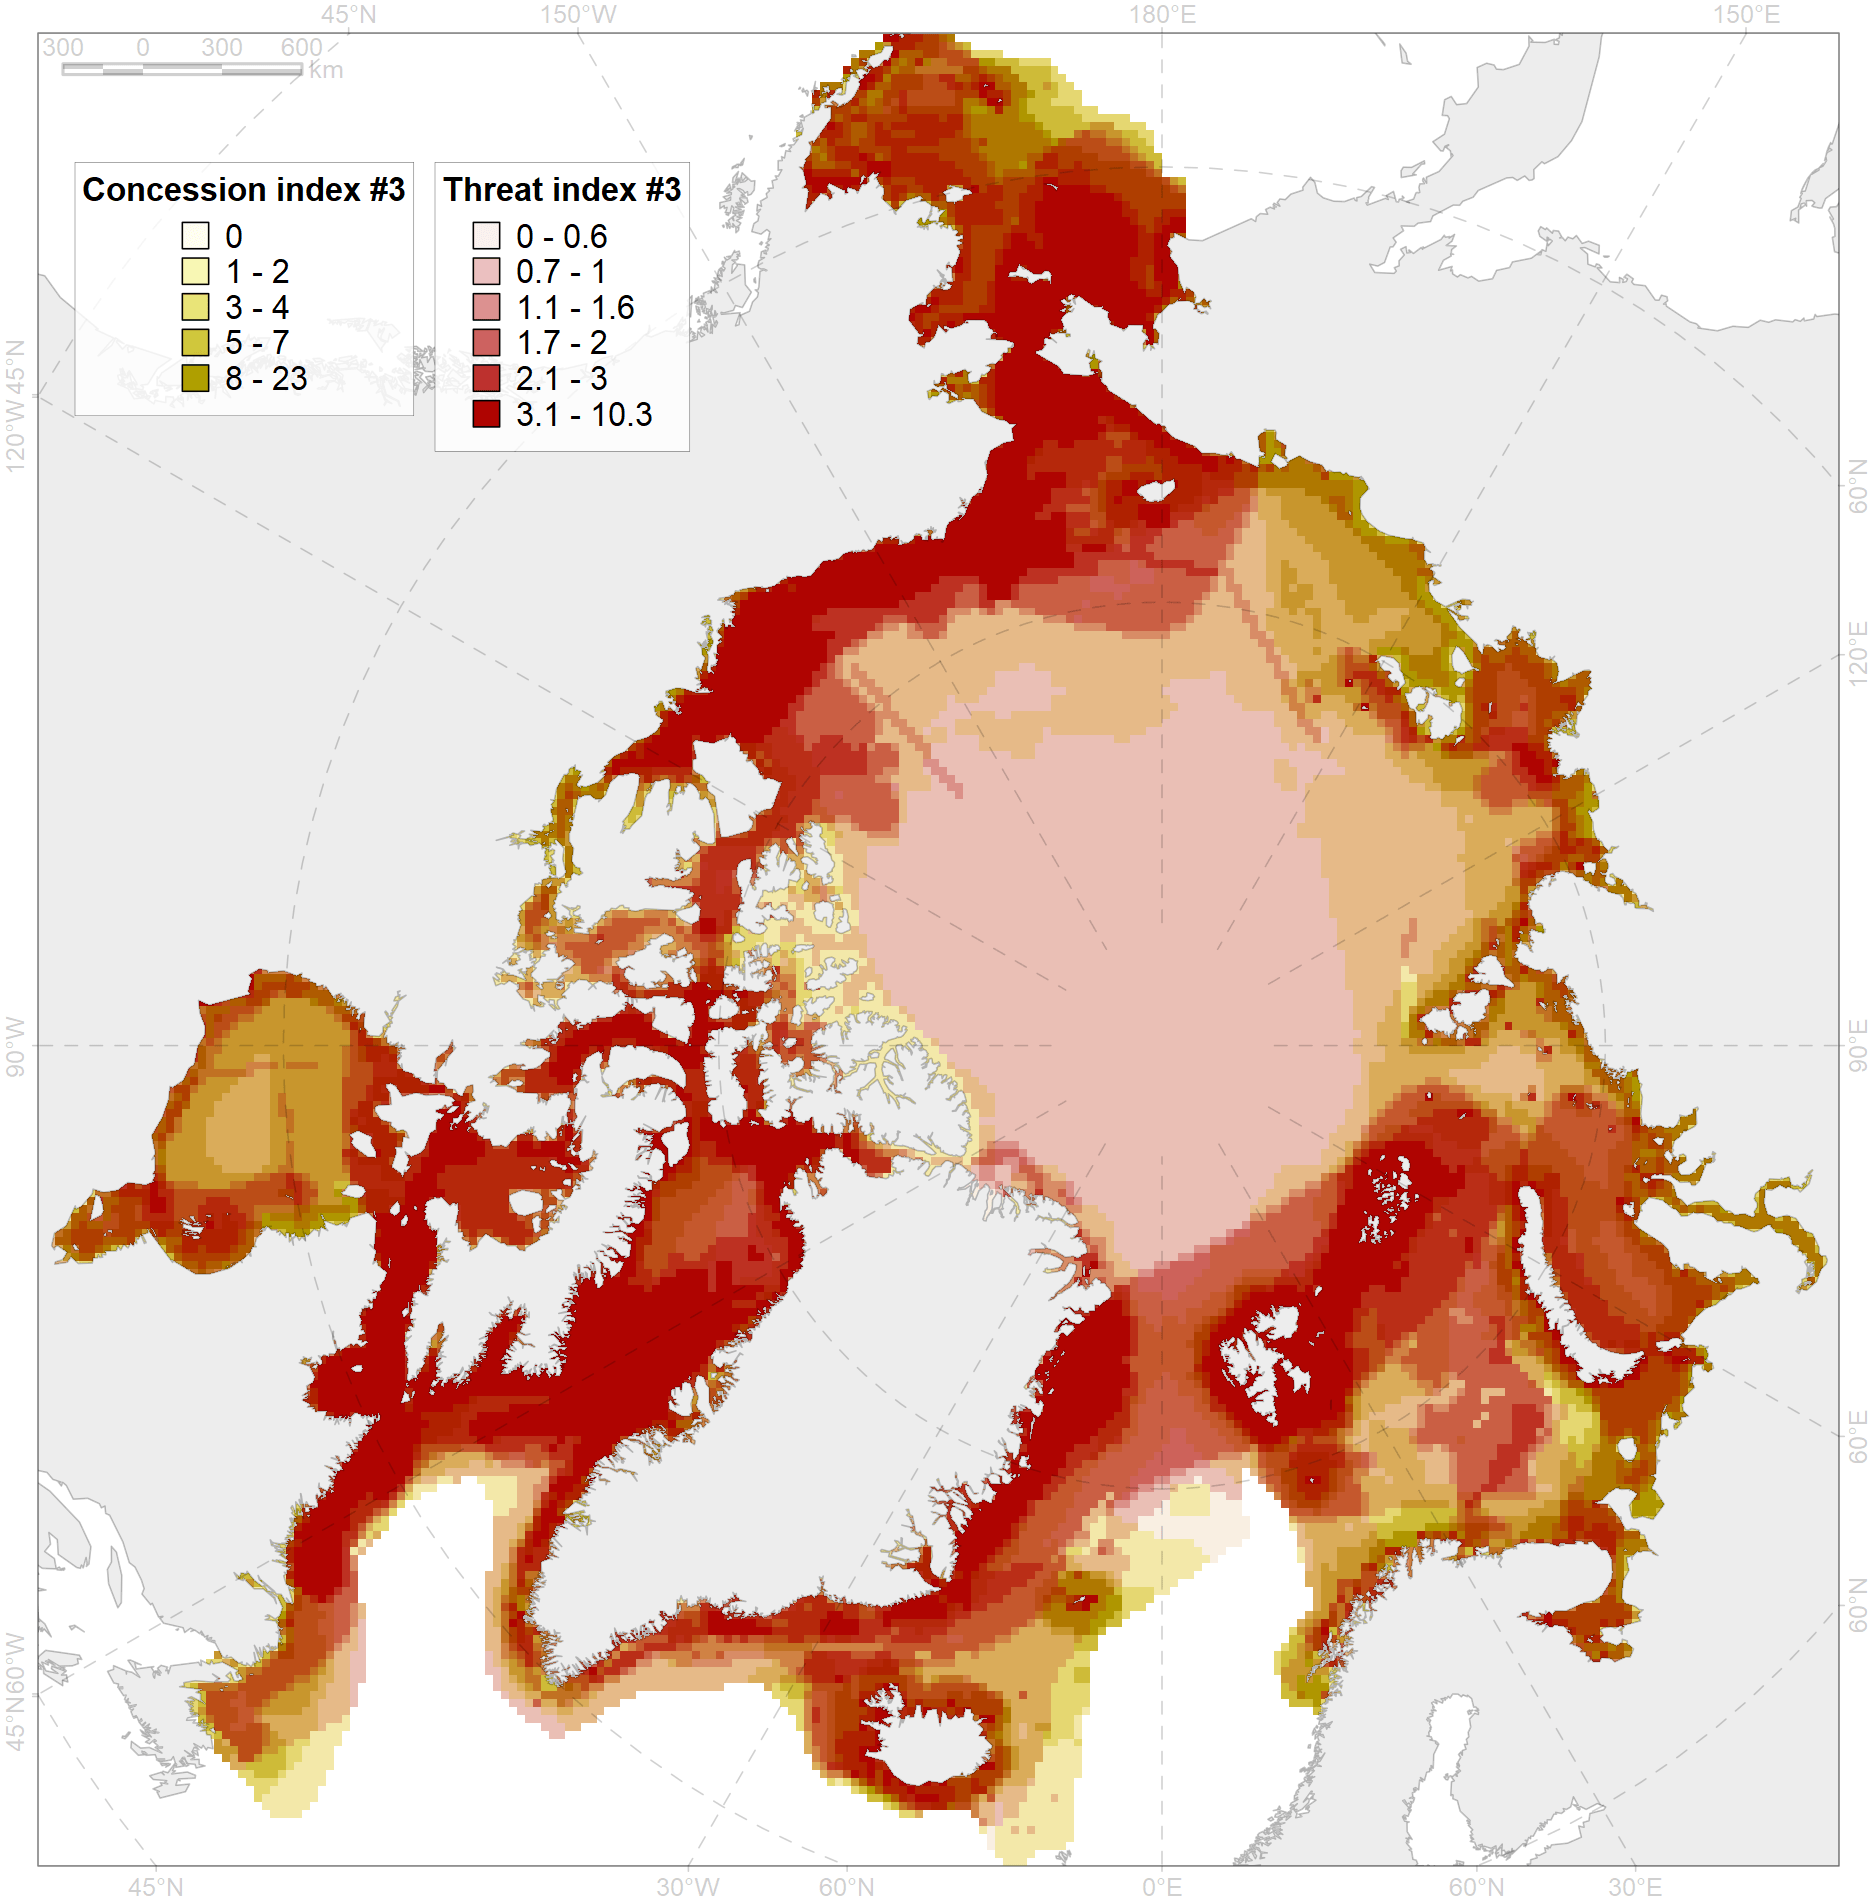 45°N 150°W 180°E 150°E
300 0 300 600 km
Concession index #3
0
1 - 2
3 - 4
5 - 7
8 - 23
Threat index #3
0 - 0.6
0.7 - 1
1.1 - 1.6
1.7 - 2
2.1 - 3
3.1 - 10.3
45°N
120°W
90°W
60°W
45°N
60°N
120°E
90°E
60°E
60°N
45°N 30°W 60°N 0°E 60°N 30°E